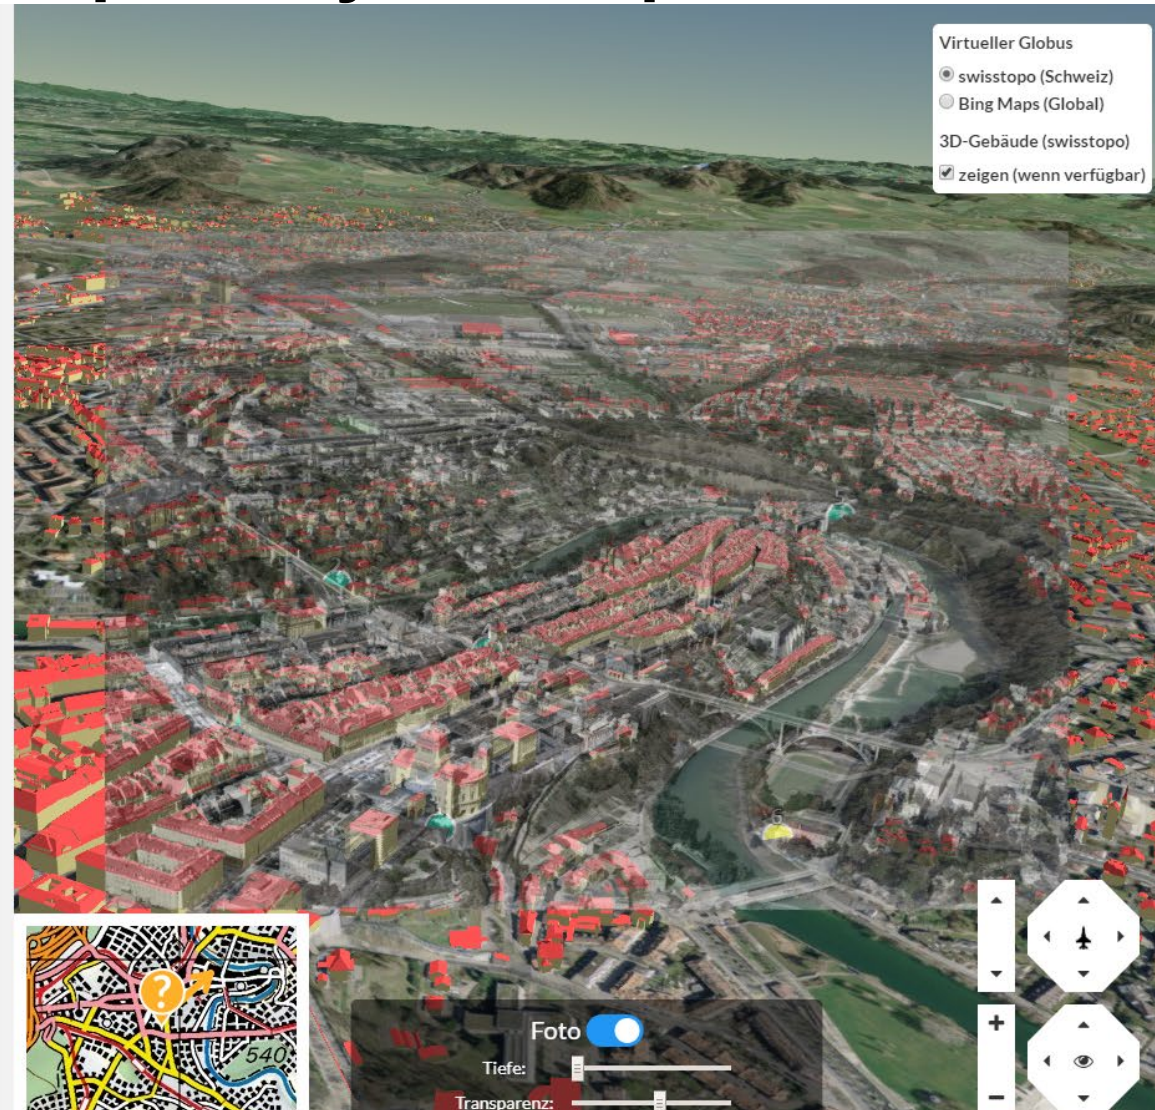 Virtueller Globus
swisstopo (Schweiz)
Bing Maps (Global)
3D-Gebäude (swisstopo)
zeigen (wenn verfügbar)
?
540
Foto
Tiefe:
Transparenz:
+
−